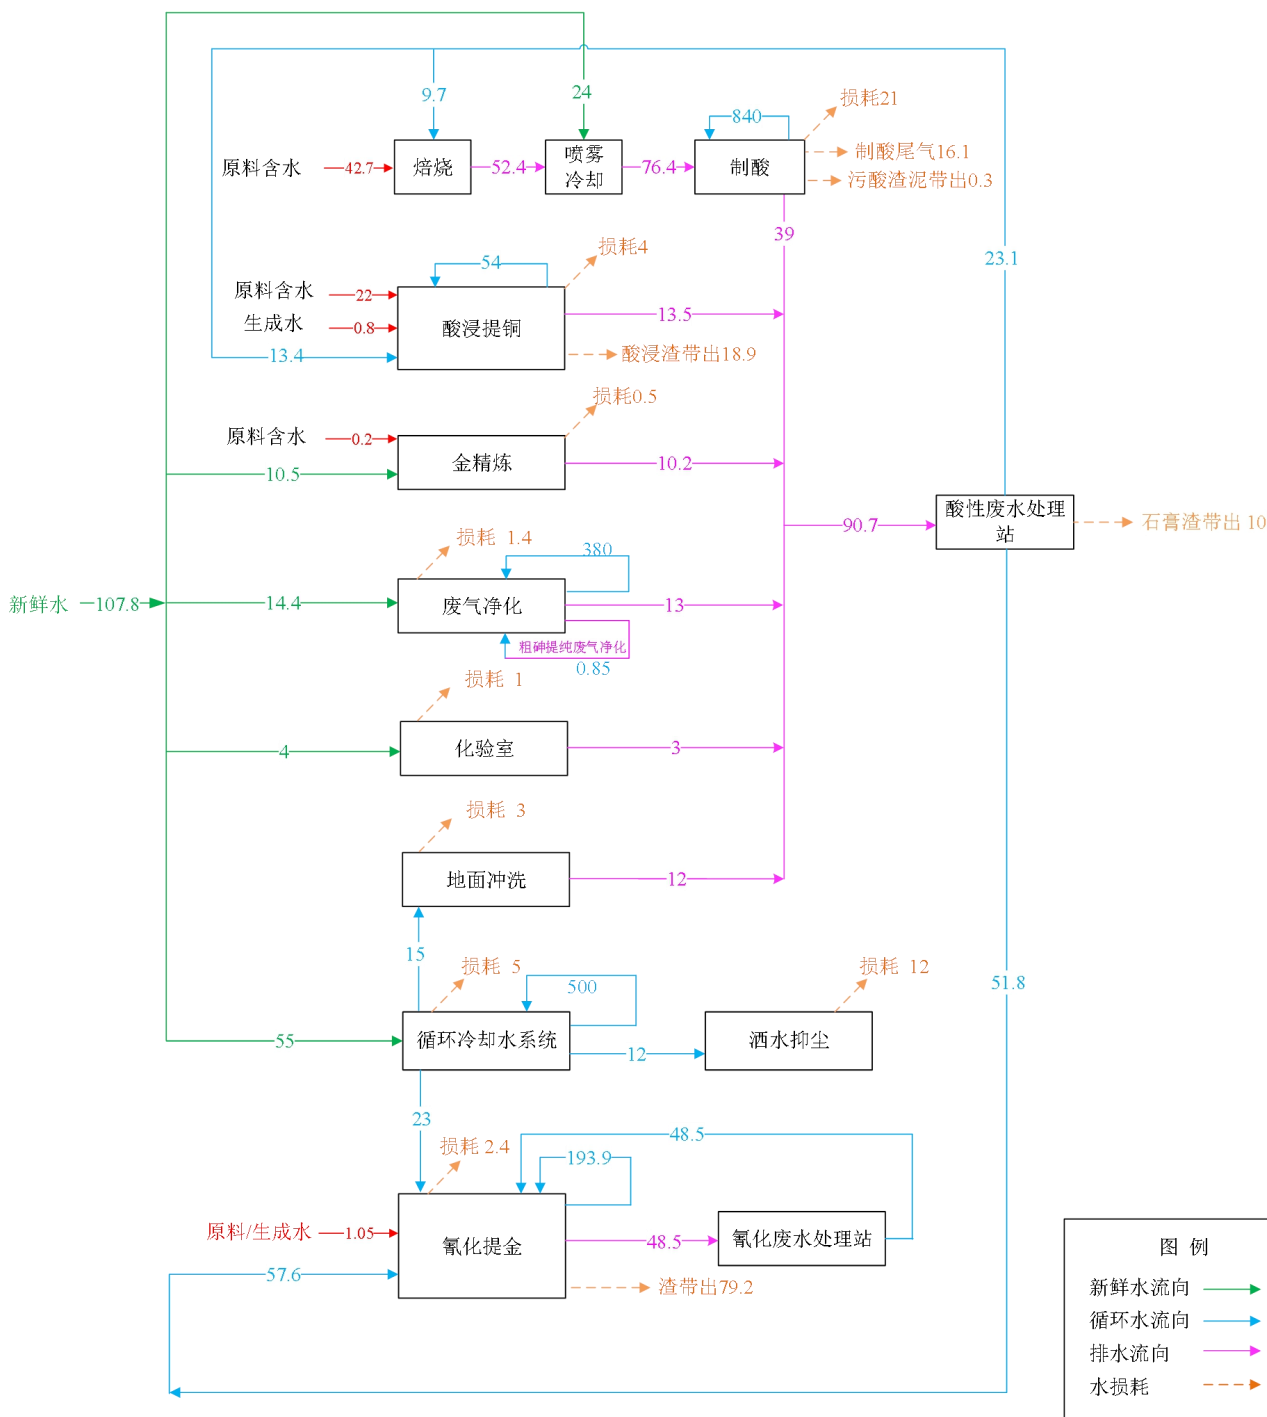 24
9.7
840
损耗21
原料含水
42.7
焙烧
52.4
喷雾
冷却
76.4
制酸
制酸尾气16.1
污酸渣泥带出0.3
39
23.1
损耗4
54
原料含水
22
生成水
0.8
13.4
酸浸提铜
13.5
酸浸渣带出18.9
损耗0.5
原料含水
0.2
10.5
金精炼
10.2
90.7
酸性废水处理
站
石膏渣带出 10
损耗 1.4
380
新鲜水
107.8
14.4
废气净化
13
粗砷提纯废气净化
0.85
损耗 1
4
化验室
3
损耗 3
地面冲洗
12
15
损耗 5
500
损耗 12
51.8
55
循环冷却水系统
12
洒水抑尘
23
损耗 2.4
48.5
193.9
原料/生成水
1.05
氰化提金
48.5
氰化废水处理站
57.6
渣带出79.2
图 例
新鲜水流向
循环水流向
排水流向
水损耗